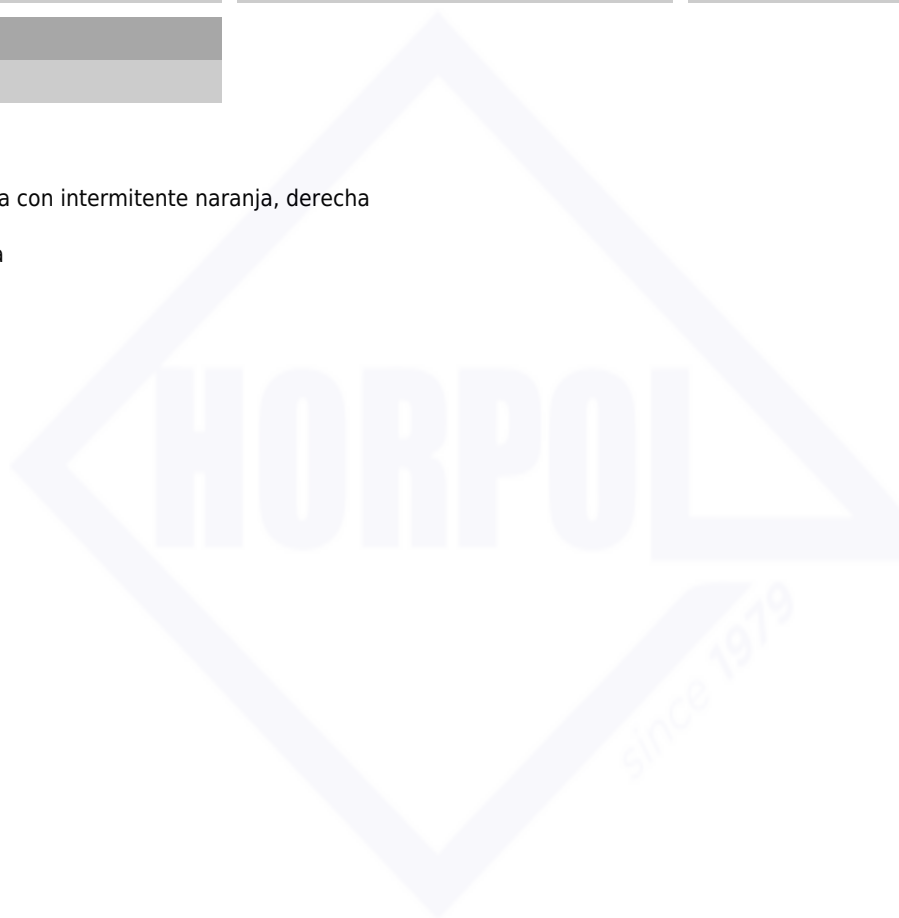 a con intermitente naranja, derecha
a
HORPOL
since 1979